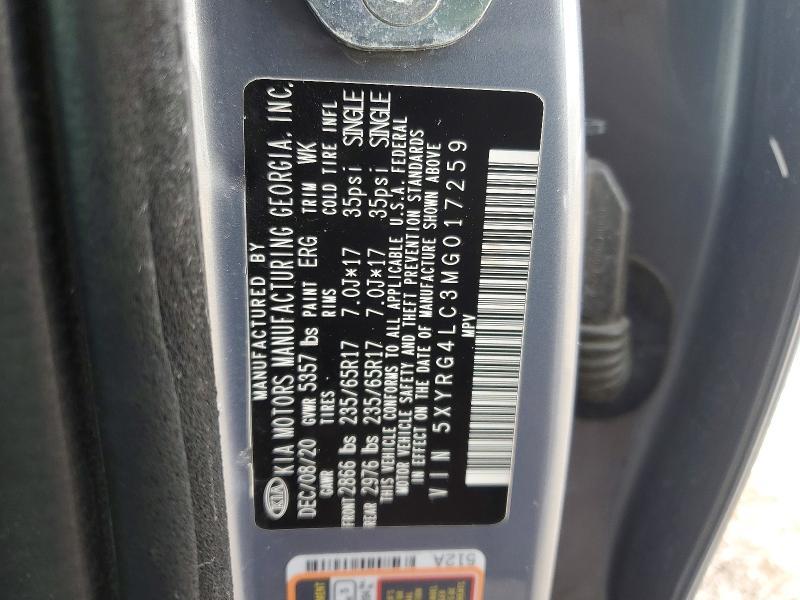 MANUFACTURED BY
KIA KIA MOTORS MANUFACTURING GEORGIA, INC.
DEC/08/20 GVWR 5357 lbs PAINT ERG TRIM WK
GAWR TIRES RIMS COLD TIRE INFL
FRONT 2866 lbs 235/65R17 7.0J*17 35psi SINGLE
REAR 2976 lbs 235/65R17 7.0J*17 35psi SINGLE
THIS VEHICLE CONFORMS TO ALL APPLICABLE U.S.A. FEDERAL
MOTOR VEHICLE SAFETY AND THEFT PREVENTION STANDARDS
IN EFFECT ON THE DATE OF MANUFACTURE SHOWN ABOVE
VIN 5XYRG4LC3MG017259
MPV
512A